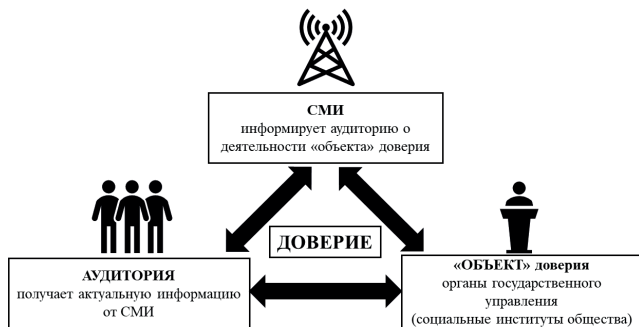 СМИ
информирует аудиторию о
деятельности «объекта» доверия
ДОВЕРИЕ
АУДИТОРИЯ
получает актуальную информацию
от СМИ
«ОБЪЕКТ» доверия
органы государственного
управления
(социальные институты общества)